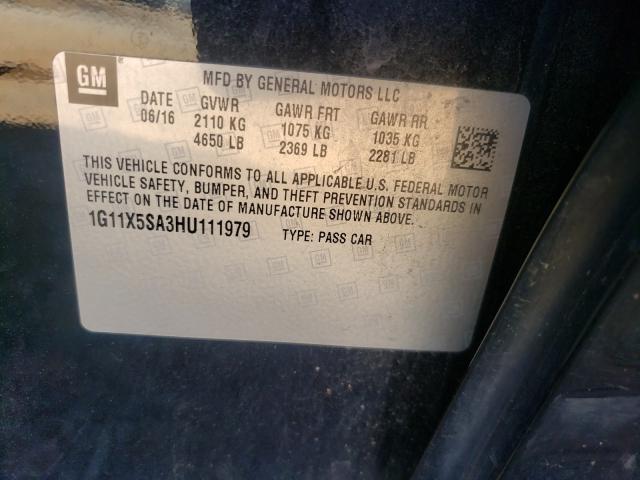 GM
MFD BY GENERAL MOTORS LLC
DATE GVWR GAWR FRT GAWR RR
06/16 2110 KG 1075 KG 1035 KG
4650 LB 2369 LB 2281 LB
THIS VEHICLE CONFORMS TO ALL APPLICABLE U.S. FEDERAL MOTOR
VEHICLE SAFETY, BUMPER, AND THEFT PREVENTION STANDARDS IN
EFFECT ON THE DATE OF MANUFACTURE SHOWN ABOVE.
1G11X5SA3HU111979 TYPE: PASS CAR